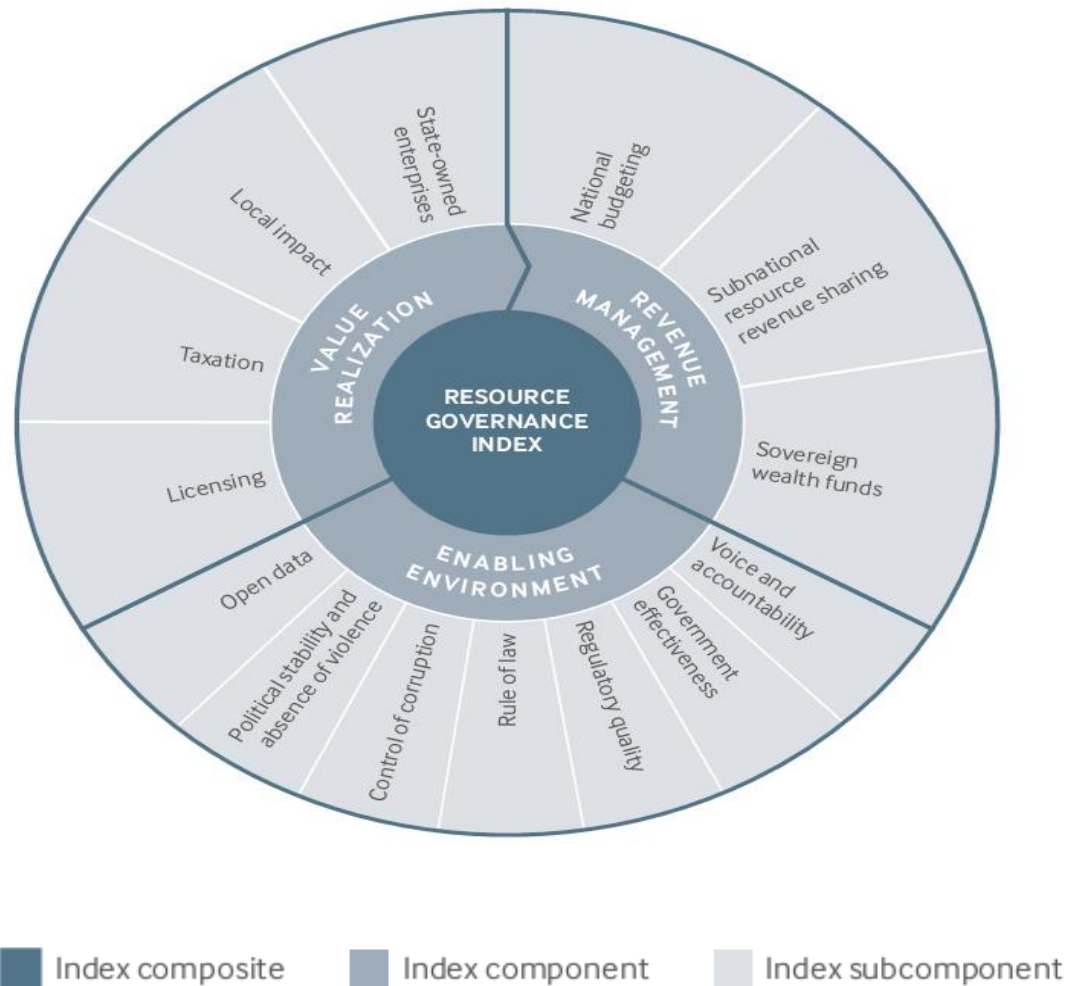 State-owned
enterprises
National
budgeting
Local impact
Subnational
resource
revenue sharing
VALUE
REALIZATION
REVENUE
MANAGEMENT
Taxation
RESOURCE
GOVERNANCE
INDEX
Sovereign
wealth funds
Licensing
ENABLING
ENVIRONMENT
Open data
Political stability and
absence of violence
Control of corruption
Rule of law
Regulatory quality
Government
effectiveness
Voice and
accountability
Index composite
Index component
Index subcomponent